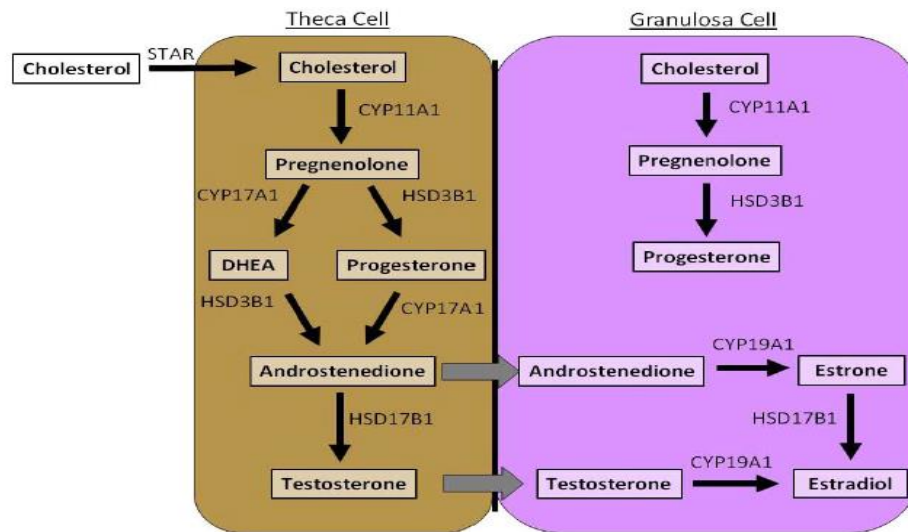 Theca Cell
Granulosa Cell
Cholesterol
STAR
Cholesterol
CYP11A1
Pregnenolone
CYP17A1
HSD3B1
DHEA
Progesterone
HSD3B1
CYP17A1
Androstenedione
HSD17B1
Testosterone
Cholesterol
CYP11A1
Pregnenolone
HSD3B1
Progesterone
Androstenedione
CYP19A1
Estrone
HSD17B1
Testosterone
CYP19A1
Estradiol